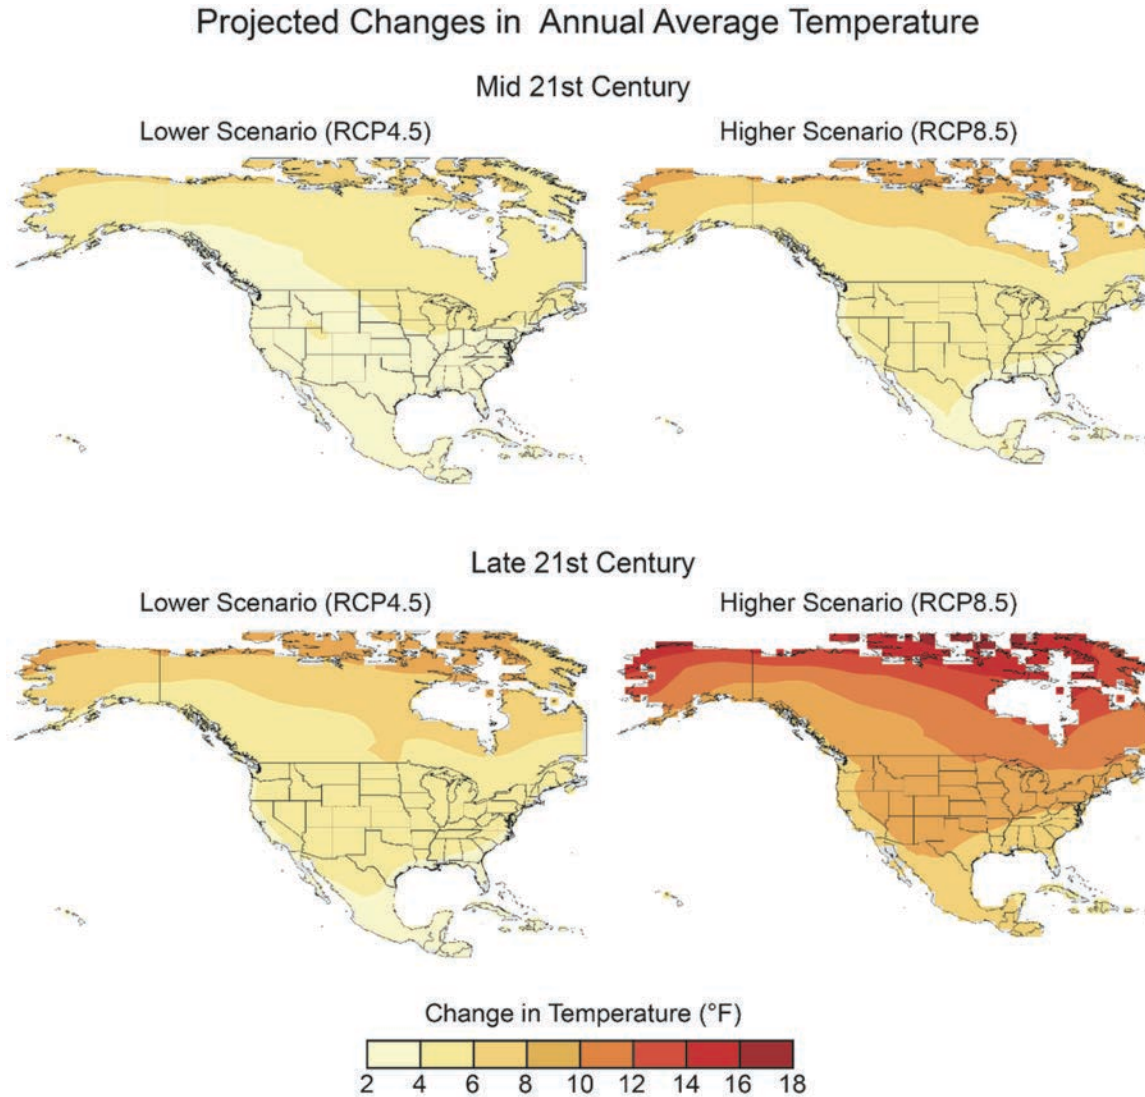 Projected Changes in Annual Average Temperature
Mid 21st Century
Lower Scenario (RCP4.5)
Higher Scenario (RCP8.5)
Late 21st Century
Lower Scenario (RCP4.5)
Higher Scenario (RCP8.5)
Change in Temperature (°F)
2 4 6 8 10 12 14 16 18